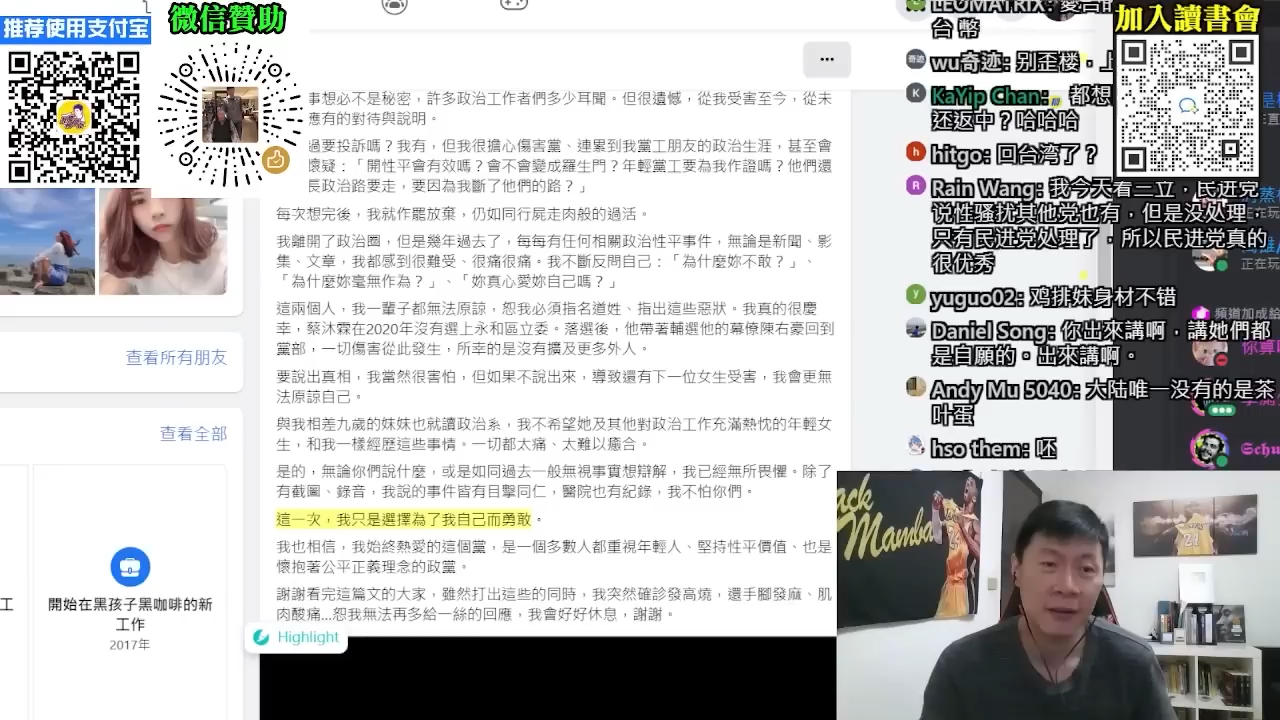 推荐使用支付宝
微信贊助
加入讀書會
事想必不是秘密，許多政治工作者們多少耳聞。但很遺憾，從我受害至今，從未
應有的對待與說明。
過要投訴嗎？我有，但我很擔心傷害黨、連累到我黨工朋友的政治生涯，甚至會
懷疑：「開性平會有效嗎？會不會變成羅生門？年輕黨工要為我作證嗎？他們還
長政治路要走，要因為我斷了他們的路？」
每次想完後，我就作罷放棄，仍如同行屍走肉般的過活。
我離開了政治圈，但是幾年過去了，每每有任何相關政治性平事件，無論是新聞、影
集、文章，我都感到很難受、很痛很痛。我不斷反問自己：「為什麼妳不敢？」、
「為什麼妳毫無作為？」、「妳真心愛妳自己嗎？」
這兩個人，我一輩子都無法原諒，恕我必須指名道姓、指出這些惡狀。我真的很慶
幸，蔡沐霖在2020年沒有選上永和區立委。落選後，他帶著輔選他的幕僚陳右豪回到
黨部，一切傷害從此發生，所幸的是沒有擴及更多外人。
要說出真相，我當然很害怕，但如果不說出來，導致還有下一位女生受害，我會更無
法原諒自己。
與我相差九歲的妹妹也就讀政治系，我不希望她及其他對政治工作充滿熱忱的年輕女
生，和我一樣經歷這些事情。一切都太痛、太難以癒合。
是的，無論你們說什麼，或是如同過去一般無視事實想辯解，我已經無所畏懼。除了
有截圖、錄音，我說的事件皆有目擊同仁，醫院也有紀錄，我不怕你們。
這一次，我只是選擇為了我自己而勇敢。
我也相信，我始終熱愛的這個黨，是一個多數人都重視年輕人、堅持性平價值、也是
懷抱著公平正義理念的政黨。
謝謝看完這篇文的大家，雖然打出這些的同時，我突然確診發高燒，還手腳發麻、肌
肉酸痛...恕我無法再多給一絲的回應，我會好好休息，謝謝。
Highlight
查看所有朋友
查看全部
工
開始在黑孩子黑咖啡的新
工作
2017年
LEOMATRIX:
台幣
wu奇迹: 别歪楼，上
KaYip Chan: 都想
还返中？哈哈哈
hitgo: 回台湾了？
Rain Wang: 我今天看三立，民进党
说性骚扰其他党也有，但是没处理，
只有民进党处理了，所以民进党真的
很优秀
yuguo02: 鸡排妹身材不错
Daniel Song: 你出來講啊，講她們都
是自願的。出來講啊。
Andy Mu 5040: 大陆唯一没有的是茶
叶蛋
hso them: 呸
正在玩
頻道加成給
你算
Schu
Mamba
24